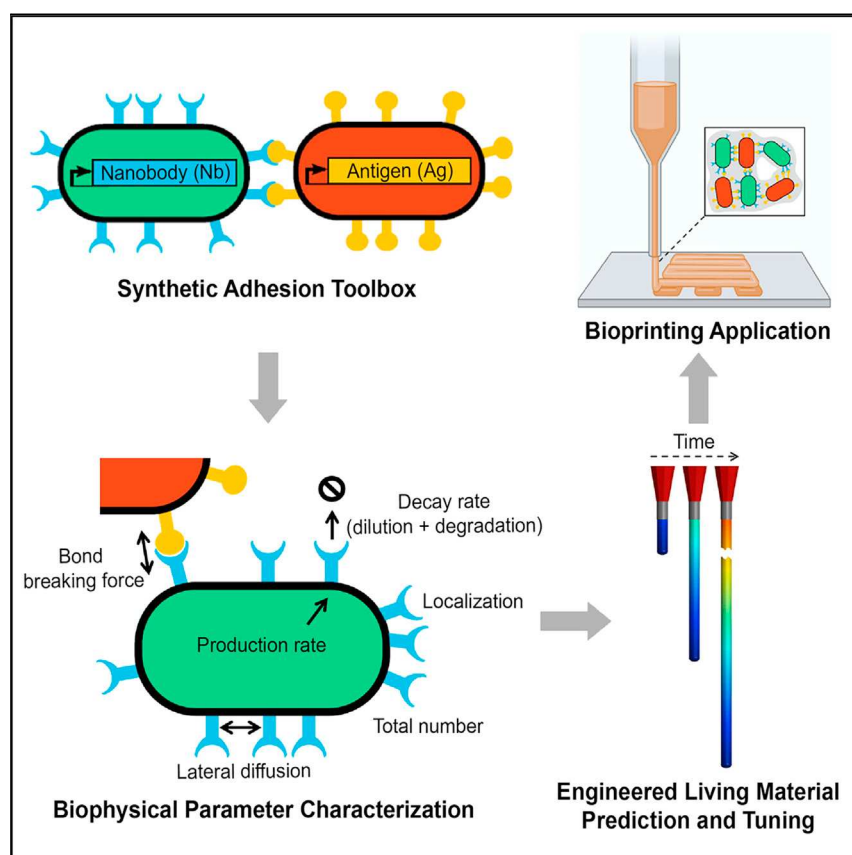 Nanobody (Nb)
Antigen (Ag)
Synthetic Adhesion Toolbox
Bioprinting Application
Bond
breaking force
Decay rate
(dilution + degradation)
Localization
Production rate
Total number
Lateral diffusion
Biophysical Parameter Characterization
Time
Engineered Living Material
Prediction and Tuning